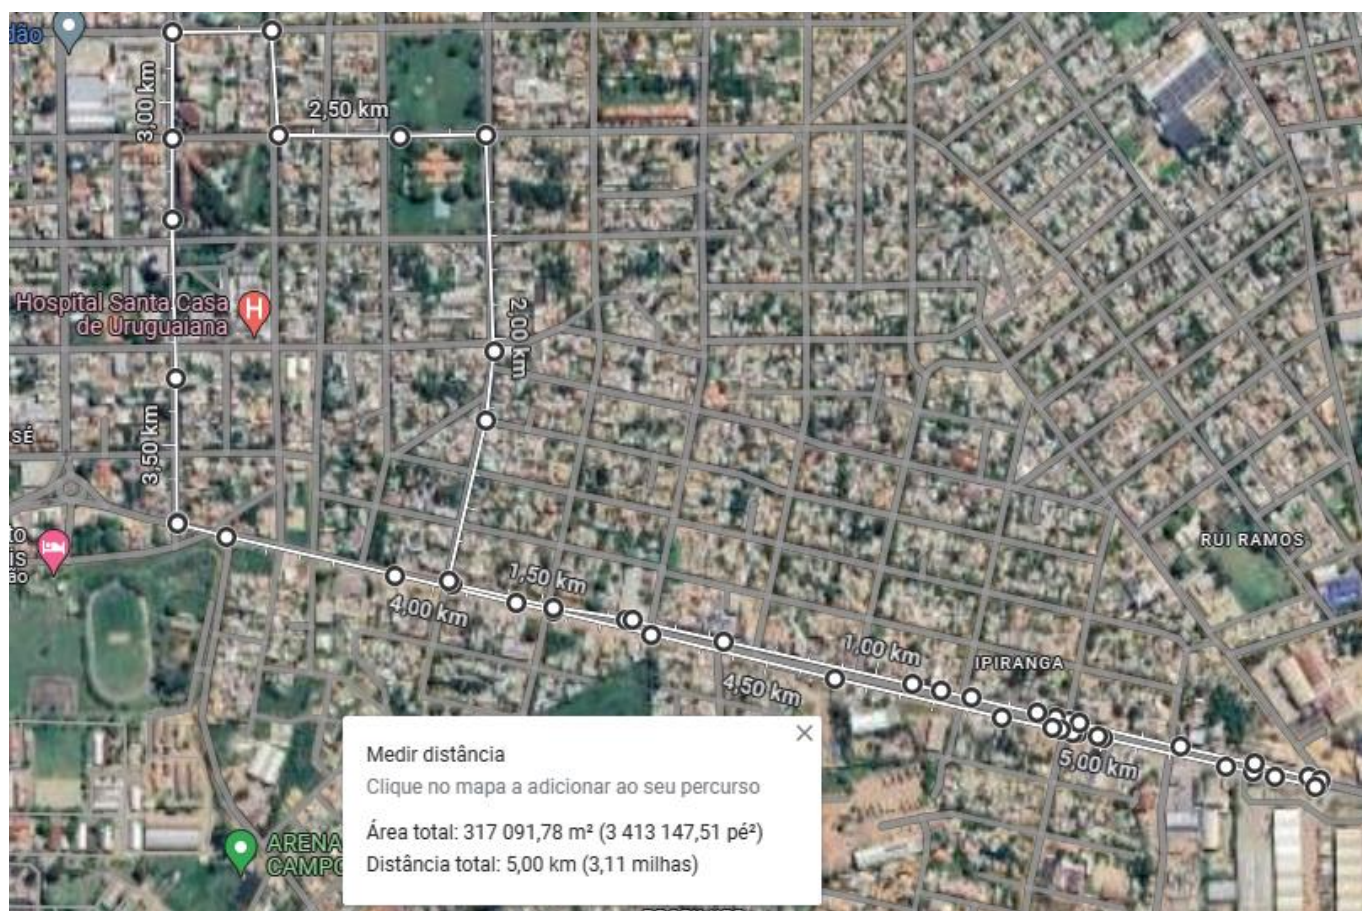 dão
3,00 km
2,50 km
Hospital Santa Casa
de Uruguaiana
H
2,00 km
SÉ
3,50 km
to
is
ão
RUI RAMOS
1,50 km
4,00 km
1,00 km
IPIRANGA
4,50 km
5,00 km
Medir distância
Clique no mapa a adicionar ao seu percurso
Área total: 317 091,78 m² (3 413 147,51 pé²)
Distância total: 5,00 km (3,11 milhas)
ARENA
CAMPO